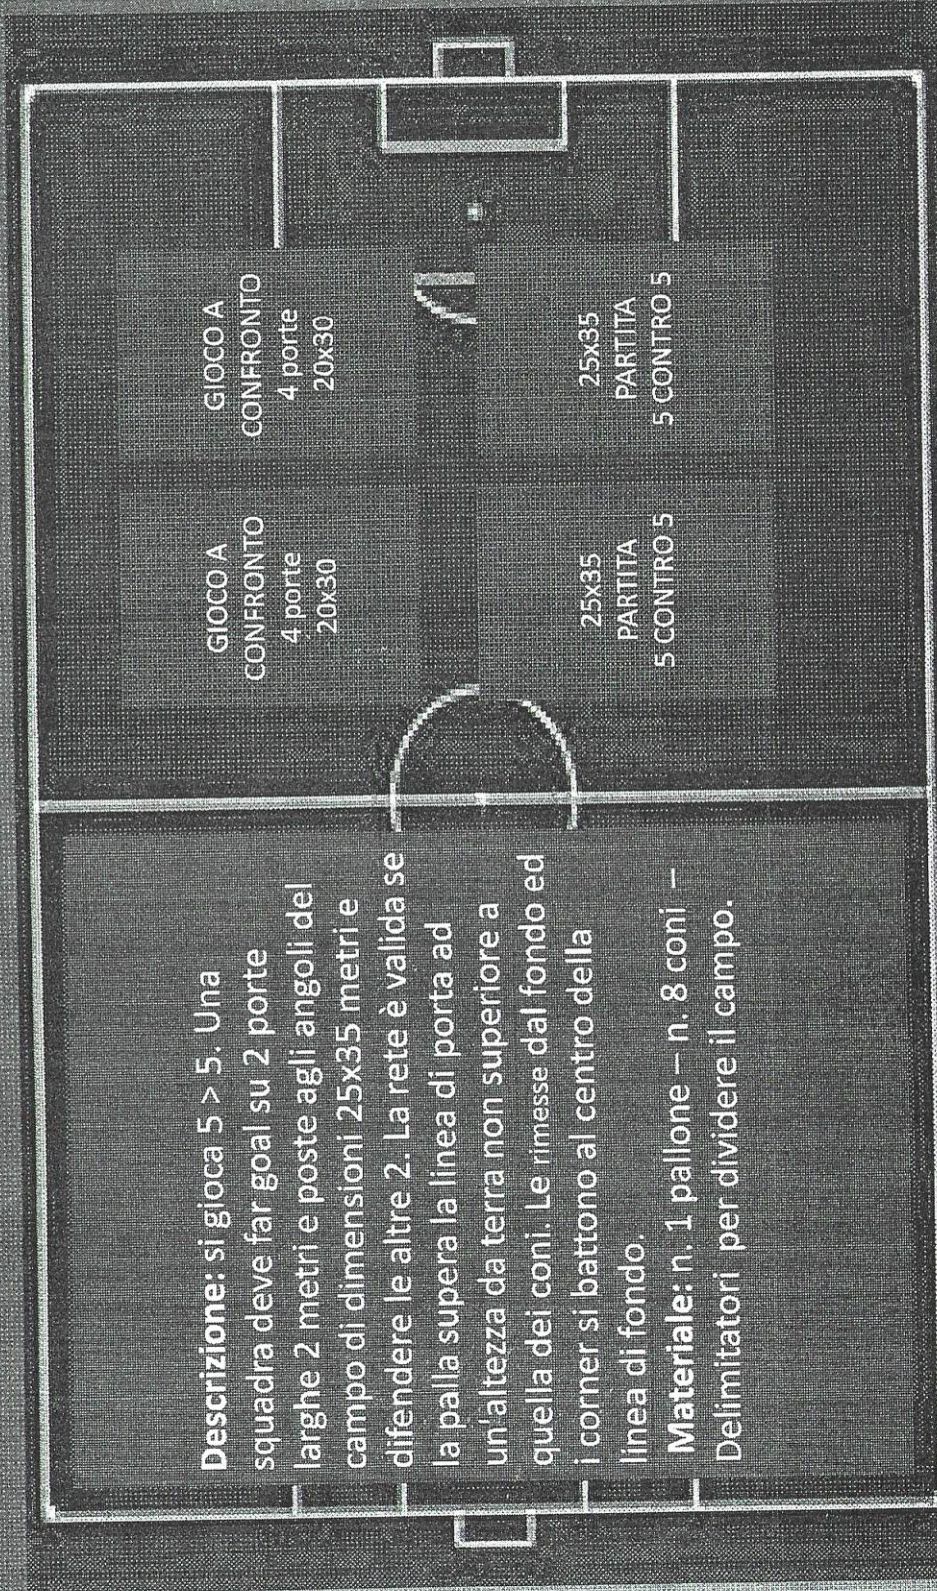 Descrizione: si gioca 5 > 5. Una
squadra deve far goal su 2 porte
larghe 2 metri e poste agli angoli del
campo di dimensioni 25x35 metri e
difendere le altre 2. La rete è valida se
la palla supera la linea di porta ad
un'altezza da terra non superiore a
quella dei coni. Le rimesse dal fondo ed
i corner si battono al centro della
linea di fondo.
Materiale: n. 1 pallone – n. 8 coni –
Delimitatori per dividere il campo.
GIOCO A
CONFRONTO
4 porte
20x30
GIOCO A
CONFRONTO
4 porte
20x30
25x35
PARTITA
5 CONTRO 5
25x35
PARTITA
5 CONTRO 5